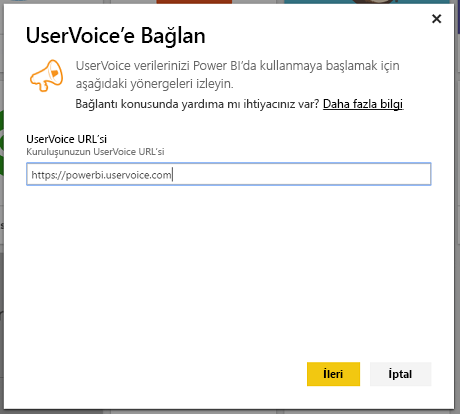 UserVoice’e Bağlan
UserVoice verilerinizi Power BI’da kullanmaya başlamak için
aşağıdaki yönergeleri izleyin.
Bağlantı konusunda yardıma mı ihtiyacınız var? Daha fazla bilgi
UserVoice URL’si
Kuruluşunuzun UserVoice URL’si
https://powerbi.uservoice.com
İleri
İptal